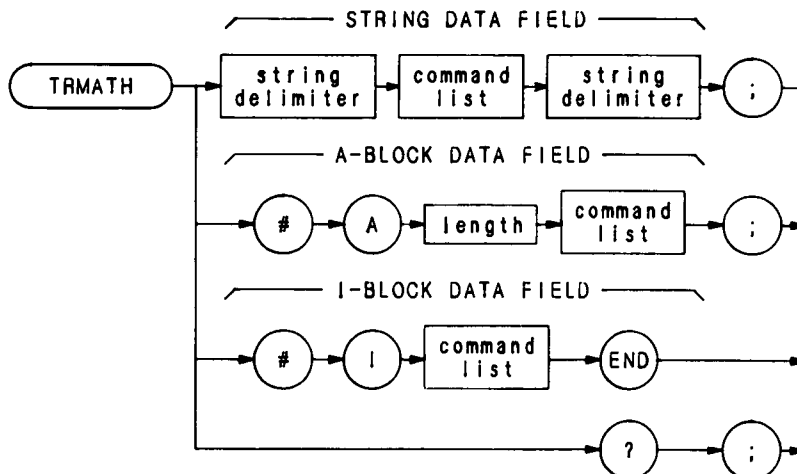 STRING DATA FIELD
TRMATH
string delimiter
command list
string delimiter
;
A-BLOCK DATA FIELD
#
A
length
command list
;
I-BLOCK DATA FIELD
#
I
command list
END
?
;